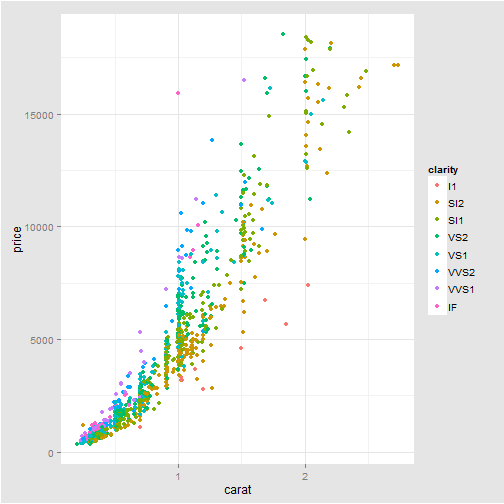 15000
10000
5000
0
price
1
2
carat
clarity
I1
SI2
SI1
VS2
VS1
VVS2
VVS1
IF